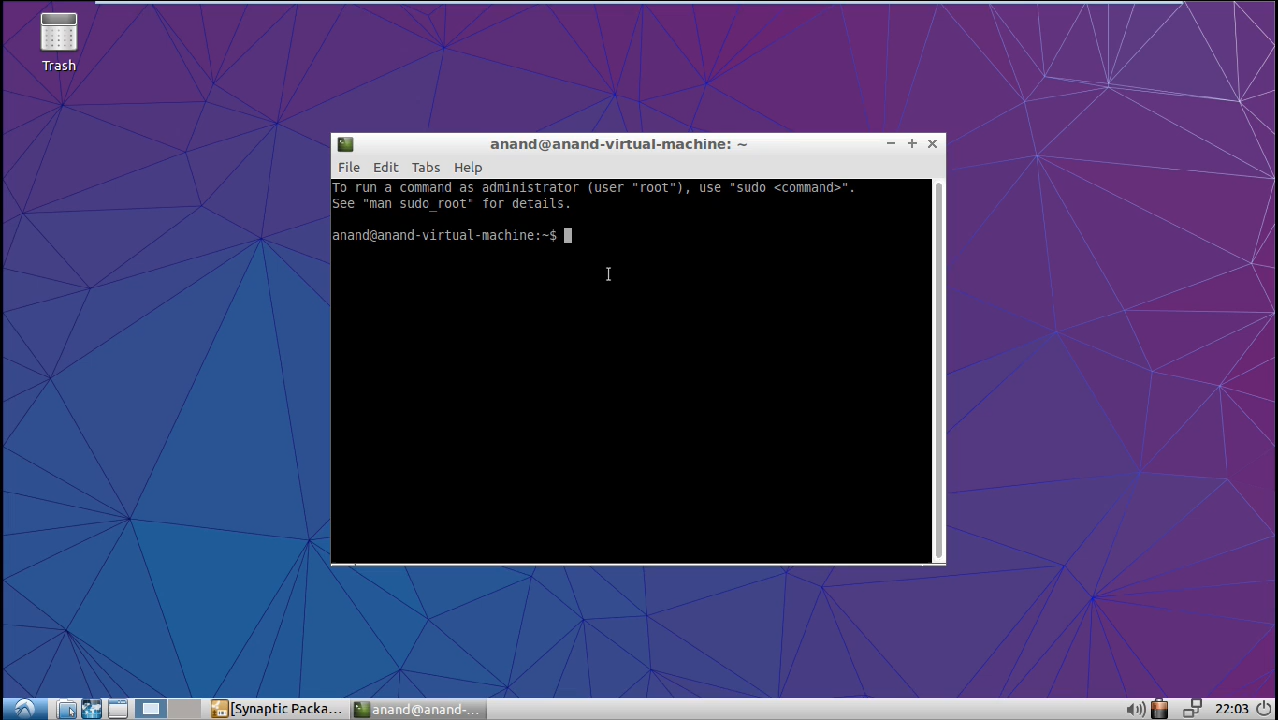 Trash
anand@anand-virtual-machine: ~
File Edit Tabs Help
To run a command as administrator (user "root"), use "sudo <command>".
See "man sudo_root" for details.
anand@anand-virtual-machine:~$
[Synaptic Packa... anand@anand-... 22:03